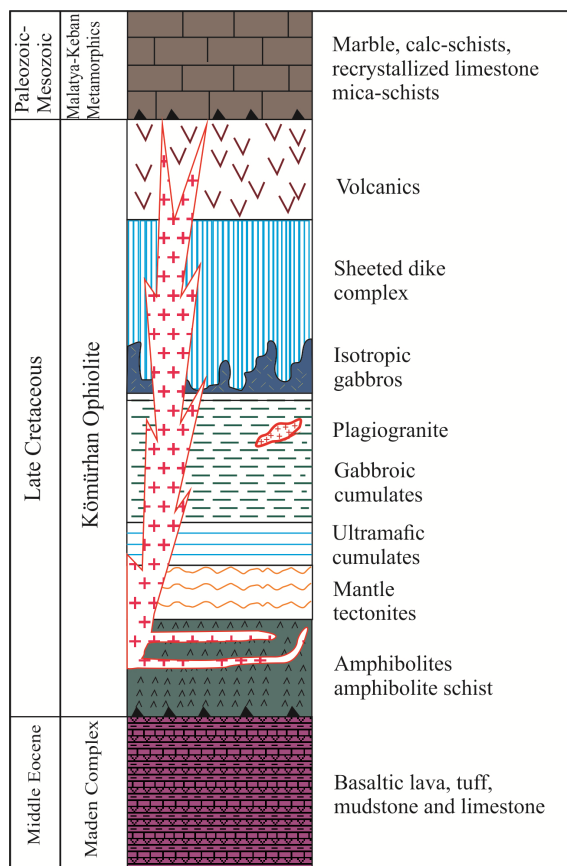 Paleozoic-
Mesozoic
Malatya-Keban
Metamorphics
Marble, calc-schists,
recrystallized limestone
mica-schists
Late Cretaceous
Kömürhan Ophiolite
Volcanics
Sheeted dike
complex
Isotropic
gabbros
Plagiogranite
Gabbroic
cumulates
Ultramafic
cumulates
Mantle
tectonites
Amphibolites
amphibolite schist
Middle Eocene
Maden Complex
Basaltic lava, tuff,
mudstone and limestone